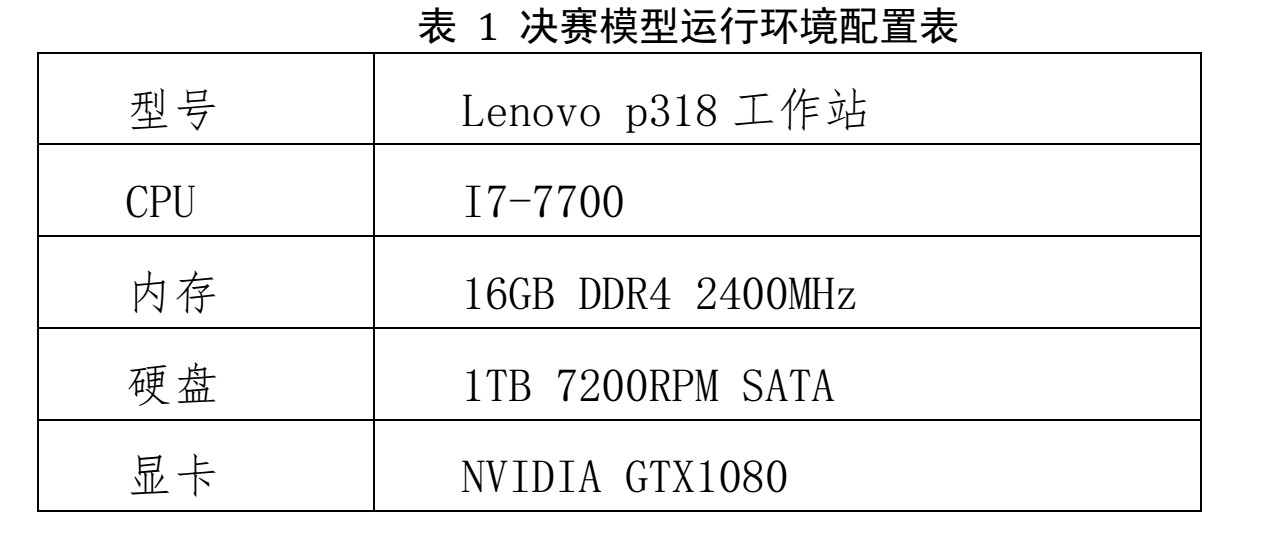 表 1 决赛模型运行环境配置表
型号 Lenovo p318 工作站
CPU I7-7700
内存 16GB DDR4 2400MHz
硬盘 1TB 7200RPM SATA
显卡 NVIDIA GTX1080